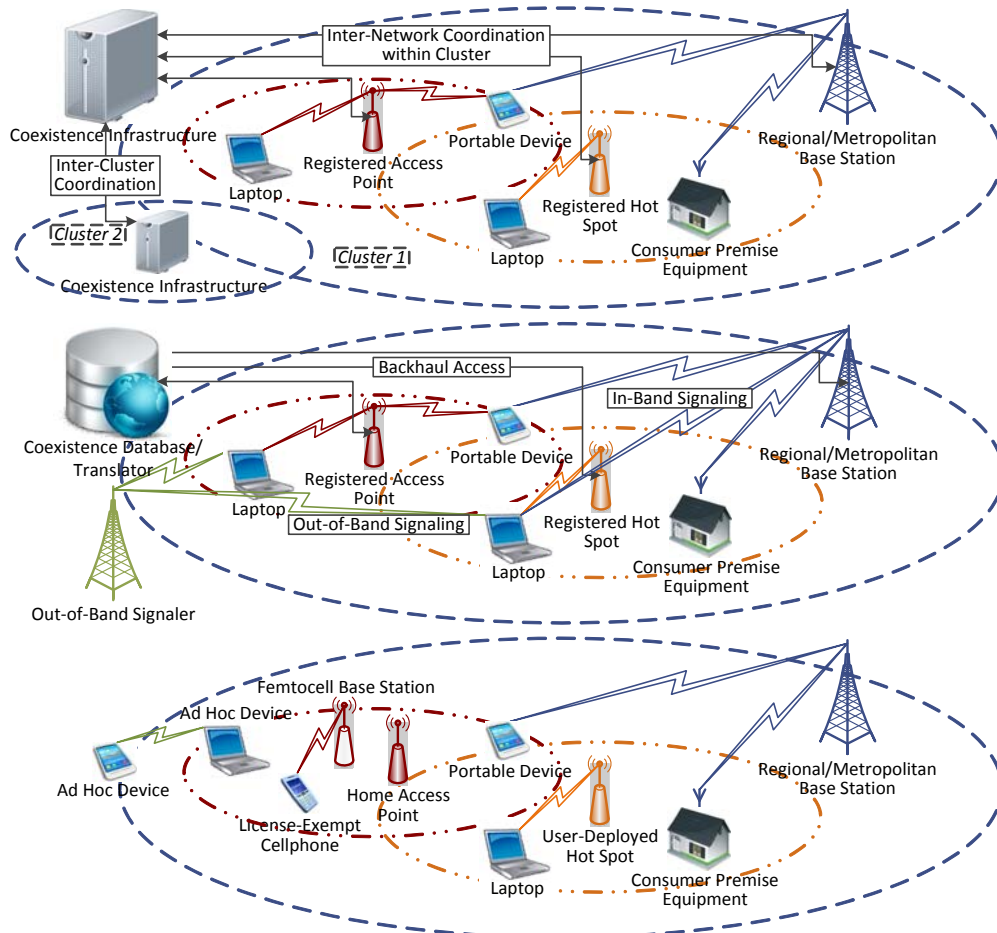 Inter-Network Coordination
within Cluster
Coexistence Infrastructure
Regional/Metropolitan
Base Station
Portable Device
Registered Access
Point
Laptop
Inter-Cluster
Coordination
Registered Hot
Spot
Laptop
Consumer Premise
Equipment
Cluster 2
Cluster 1
Coexistence Infrastructure
Backhaul Access
In-Band Signaling
Coexistence Database/
Translator
Portable Device
Regional/Metropolitan
Base Station
Registered Access
Point
Laptop
Out-of-Band Signaling
Registered Hot
Spot
Laptop
Consumer Premise
Equipment
Out-of-Band Signaler
Femtocell Base Station
Ad Hoc Device
Ad Hoc Device
Portable Device
Regional/Metropolitan
Base Station
Home Access
Point
License-Exempt
Cellphone
User-Deployed
Hot Spot
Laptop
Consumer Premise
Equipment